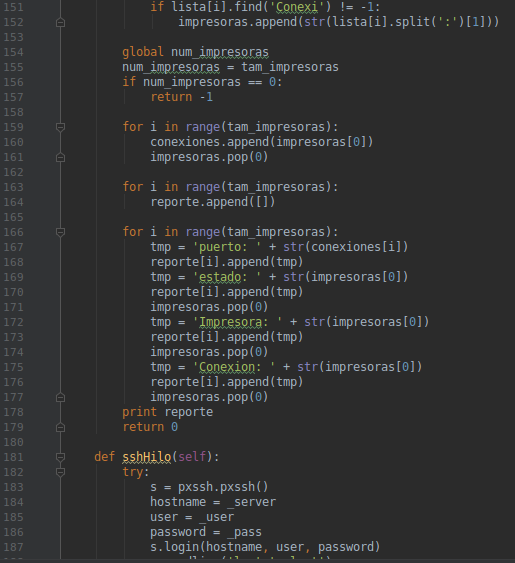 151 if lista[i].find('Conexi') != -1:
152 impresoras.append(str(lista[i].split(':')[1]))
153
154 global num_impresoras
155 num_impresoras = tam_impresoras
156 if num_impresoras == 0:
157 return -1
158
159 for i in range(tam_impresoras):
160 conexiones.append(impresoras[0])
161 impresoras.pop(0)
162
163 for i in range(tam_impresoras):
164 reporte.append([])
165
166 for i in range(tam_impresoras):
167 tmp = 'puerto: ' + str(conexiones[i])
168 reporte[i].append(tmp)
169 tmp = 'estado: ' + str(impresoras[0])
170 reporte[i].append(tmp)
171 impresoras.pop(0)
172 tmp = 'Impresora: ' + str(impresoras[0])
173 reporte[i].append(tmp)
174 impresoras.pop(0)
175 tmp = 'Conexion: ' + str(impresoras[0])
176 reporte[i].append(tmp)
177 impresoras.pop(0)
178 print reporte
179 return 0
180
181 def sshHilo(self):
182 try:
183 s = pxssh.pxssh()
184 hostname = _server
185 user = _user
186 password = _pass
187 s.login(hostname, user, password)